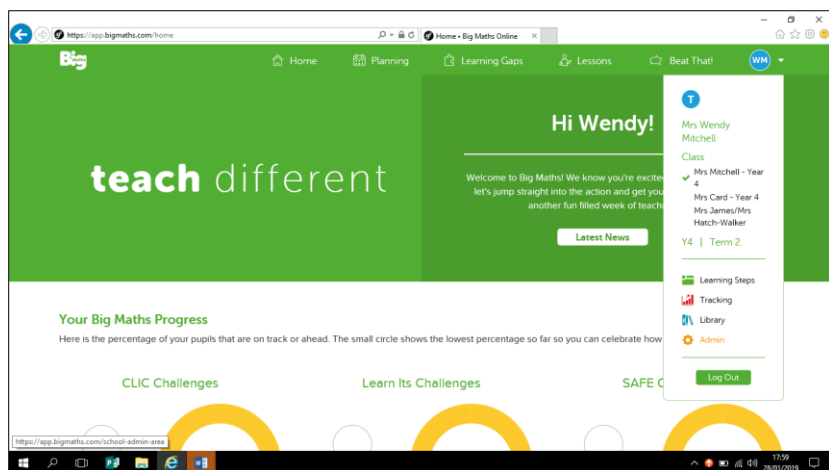 https://app.bigmaths.com/home
Home • Big Maths Online
Big
maths
Home
Planning
Learning Gaps
Lessons
Beat That!
WM
teach different
Hi Wendy!
Welcome to Big Maths! We know you're excite
let's jump straight into the action and get you
another fun filled week of teachi
Latest News
T
Mrs Wendy
Mitchell
Class
Mrs Mitchell - Year
4
Mrs Card - Year 4
Mrs James/Mrs
Hatch-Walker
Y4 | Term 2
Learning Steps
Tracking
Library
Admin
Log Out
Your Big Maths Progress
Here is the percentage of your pupils that are on track or ahead. The small circle shows the lowest percentage so far so you can celebrate how
CLIC Challenges
Learn Its Challenges
SAFE C
https://app.bigmaths.com/school-admin-area
17:59
28/01/2019